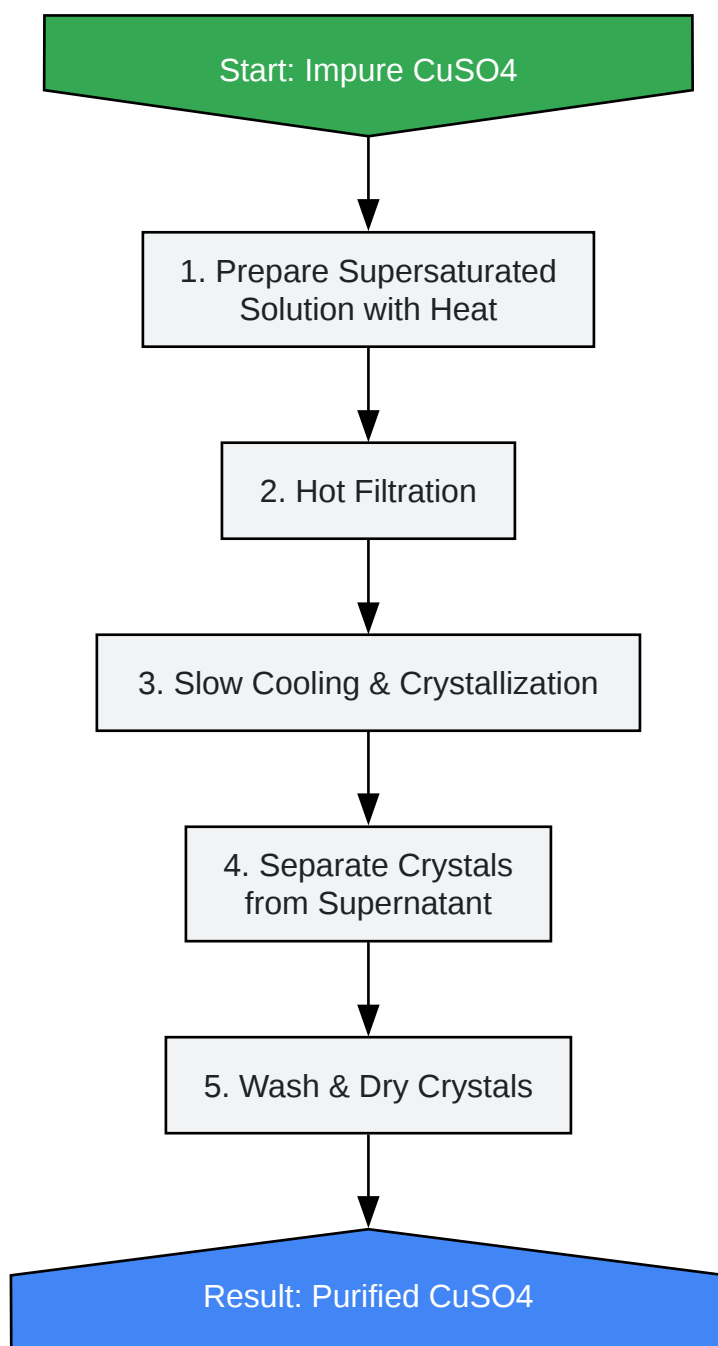 Start: Impure CuSO4
1. Prepare Supersaturated
Solution with Heat
2. Hot Filtration
3. Slow Cooling & Crystallization
4. Separate Crystals
from Supernatant
5. Wash & Dry Crystals
Result: Purified CuSO4